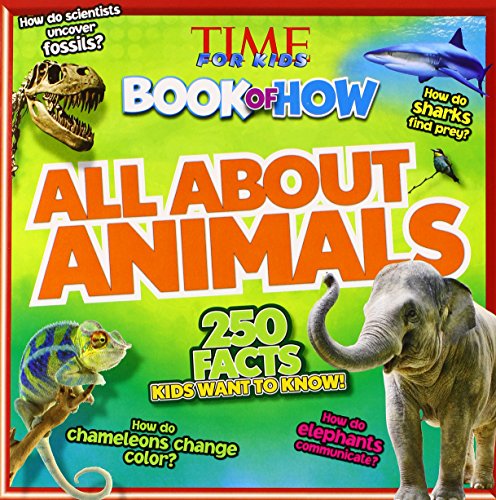 How do scientists
uncover
fossils?
TIME
FOR KIDS
BOOK OF HOW
How do
sharks
find prey?
ALL ABOUT
ANIMALS
250
FACTS
KIDS WANT TO KNOW!
How do
chameleons change
color?
How do
elephants
communicate?